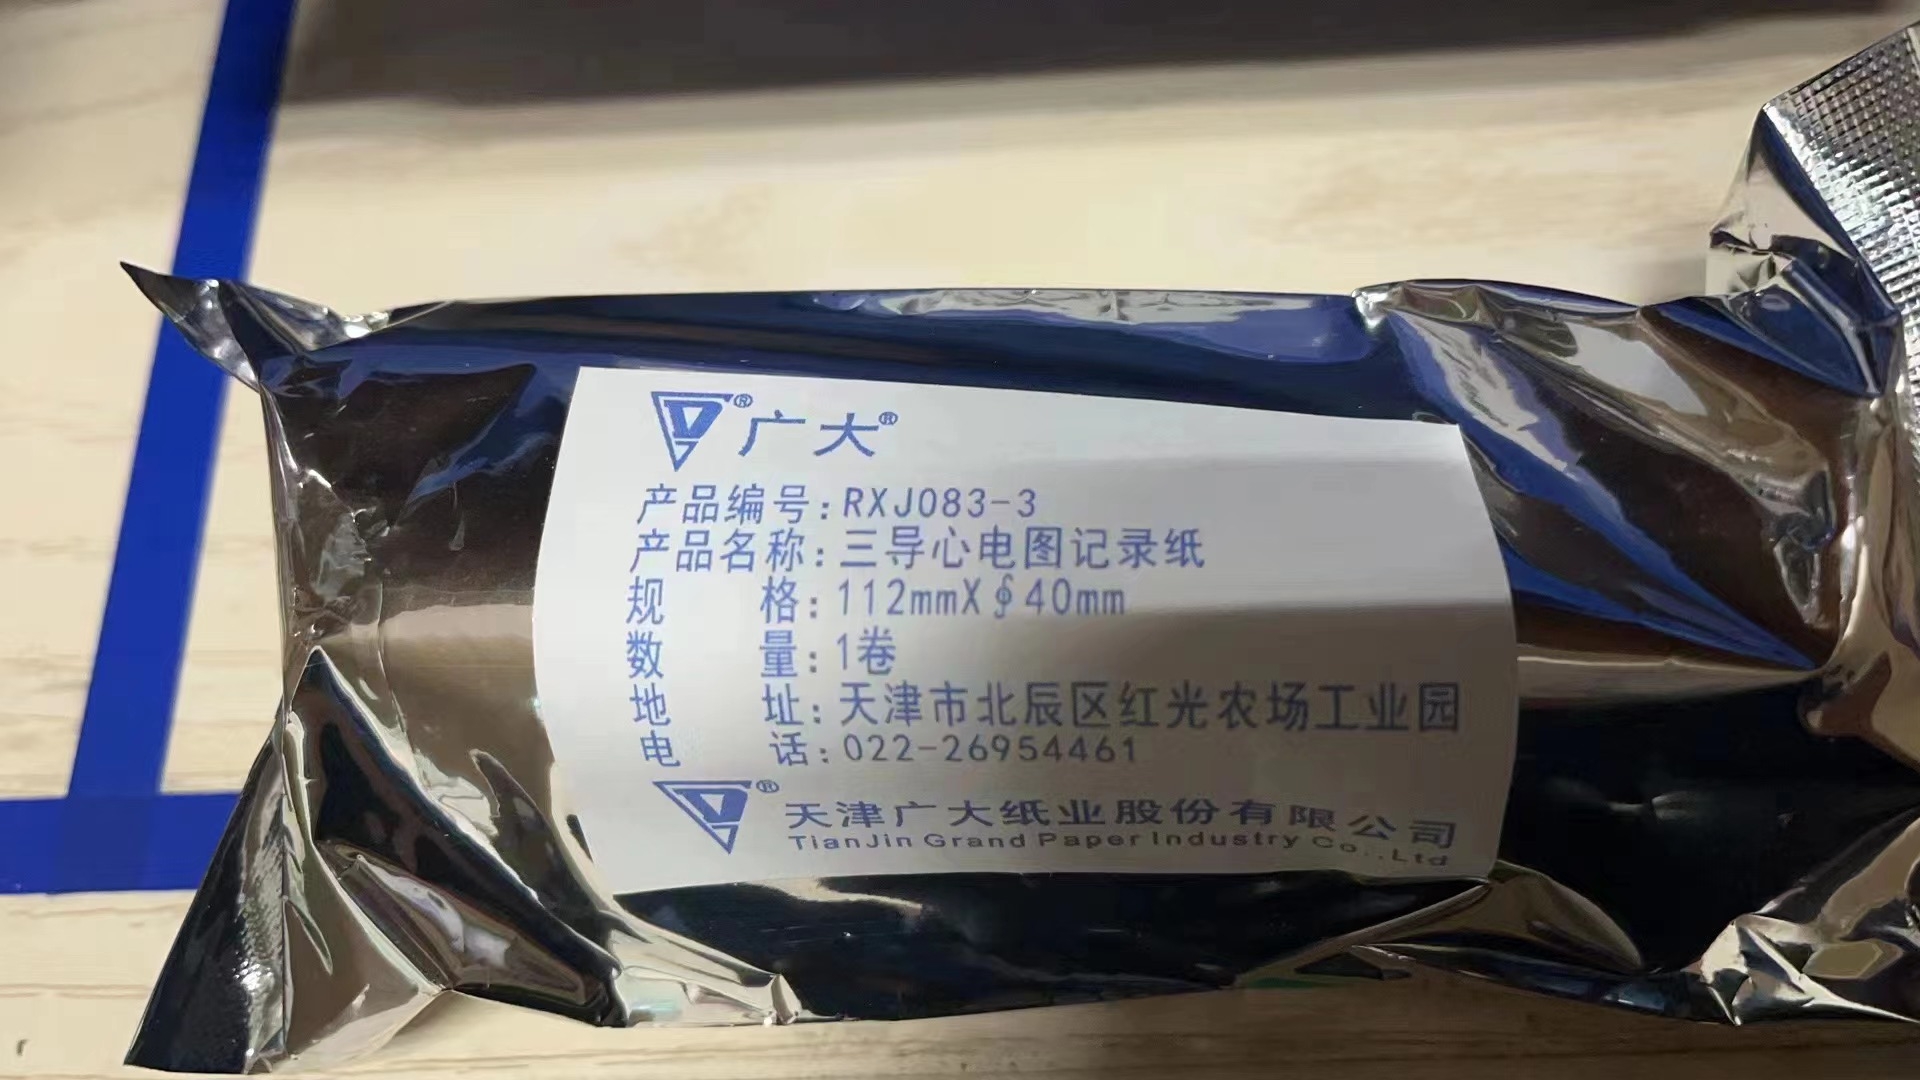 广大®
产品编号:RXJ083-3
产品名称:三导心电图记录纸
规格:112mmX∮40mm
数量:1卷
地址:天津市北辰区红光农场工业园
电话:022-26954461
天津广大纸业股份有限公司
TianJin Grand Paper Industry Co.,Ltd